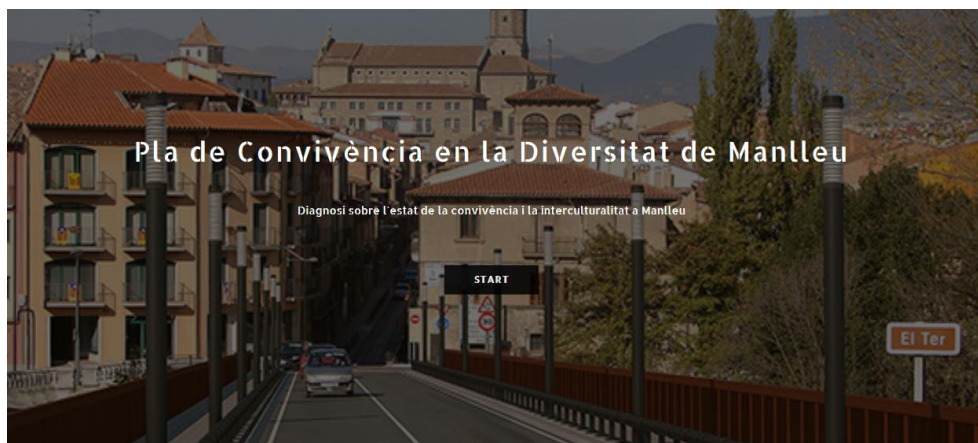 Pla de Convivència en la Diversitat de Manlleu
Diagnosi sobre l'estat de la convivència i la interculturalitat a Manlleu
START
El Ter